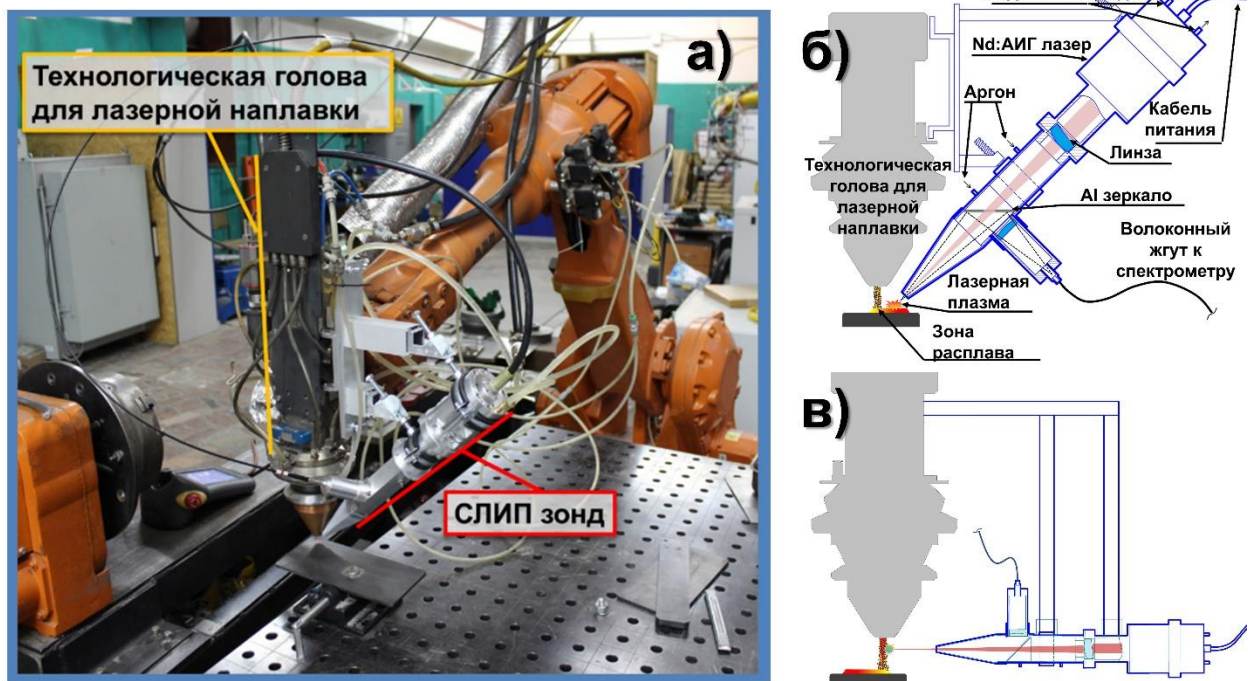 а)
Технологическая голова
для лазерной наплавки
СЛИП зонд
б)
Nd:АИГ лазер
Аргон
Кабель
питания
Линза
Технологическая
голова для
лазерной
наплавки
Al зеркало
Волоконный
жгут к
спектрометру
Лазерная
плазма
Зона
расплава
в)